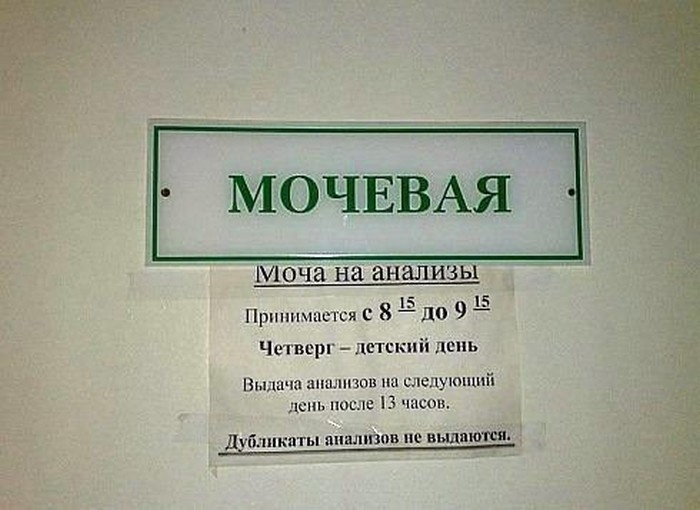 МОЧЕВАЯ
Моча на анализы
Принимается с 8 15 до 9 15
Четверг – детский день
Выдача анализов на следующий
день после 13 часов.
Дубликаты анализов не выдаются.